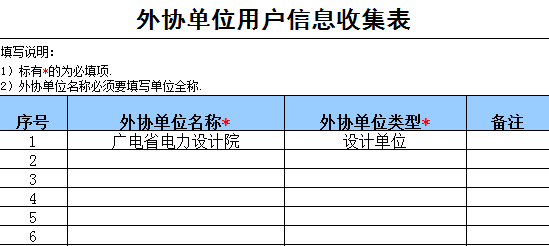 外协单位用户信息收集表
填写说明：
1）标有*的为必填项.
2）外协单位名称必须要填写单位全称.
序号 外协单位名称* 外协单位类型* 备注
1 广电省电力设计院 设计单位
2
3
4
5
6